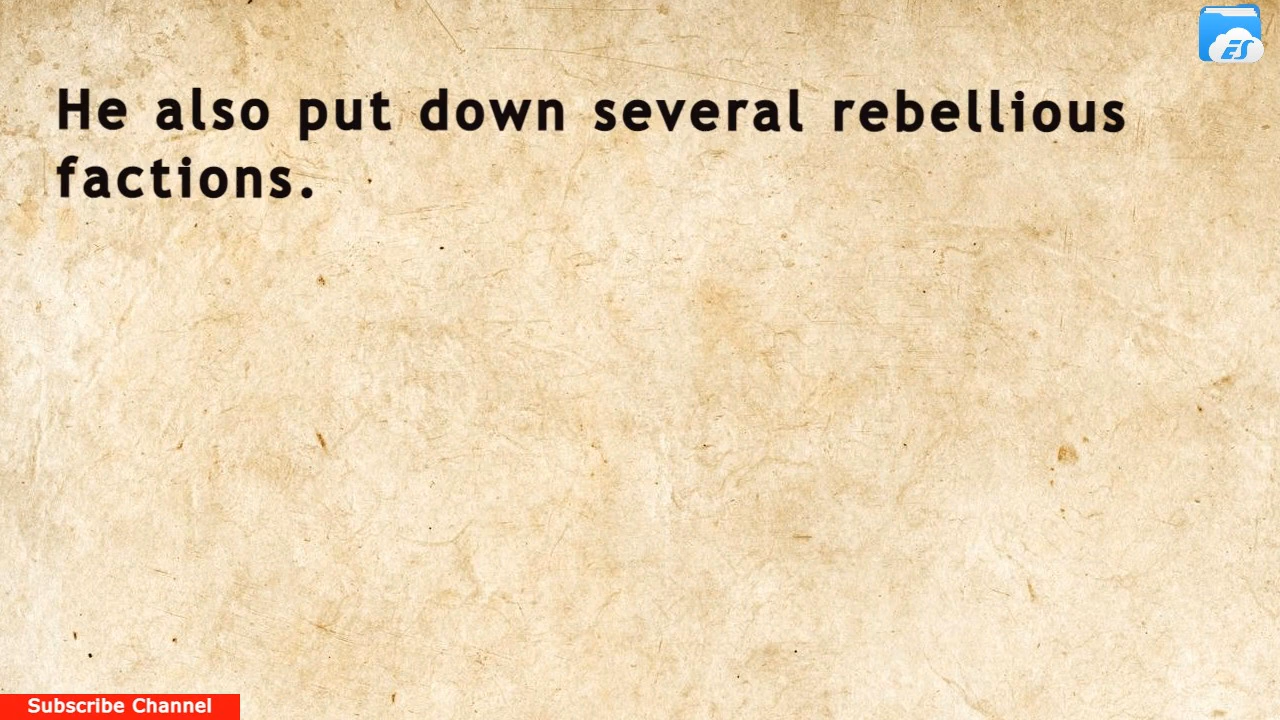 ES
He also put down several rebellious
factions.
Subscribe Channel